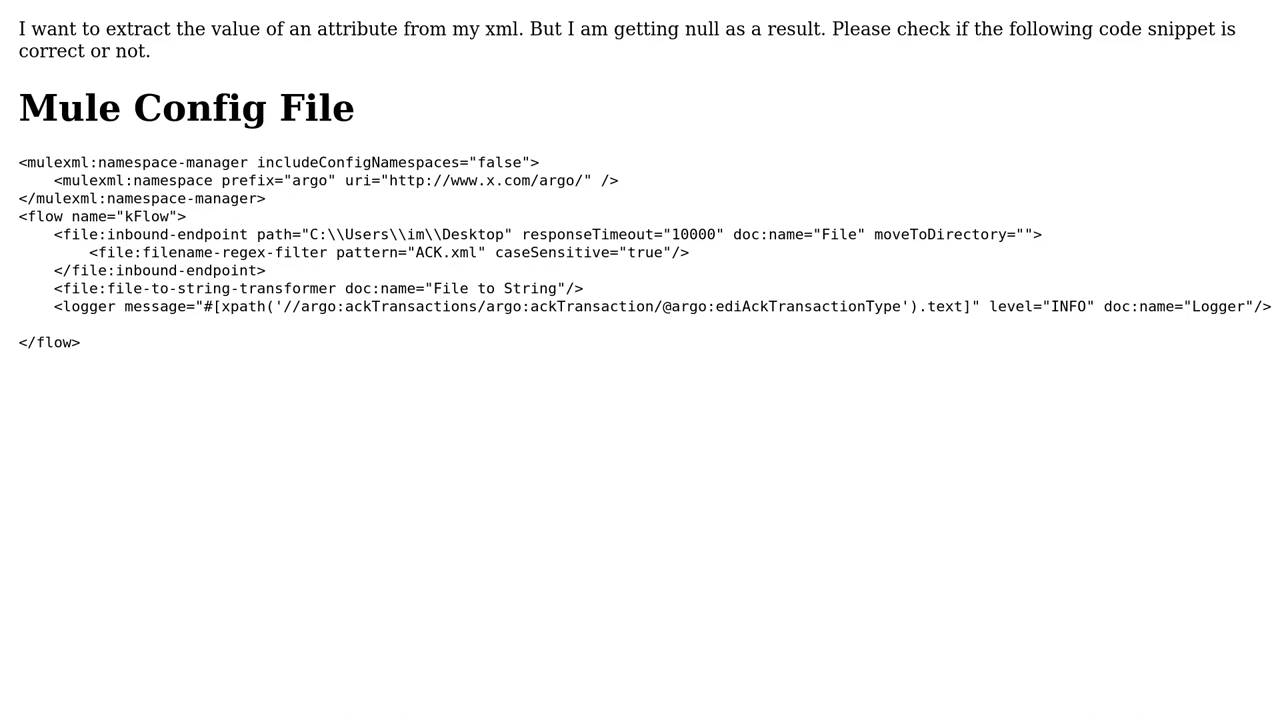 I want to extract the value of an attribute from my xml. But I am getting null as a result. Please check if the following code snippet is
correct or not.
Mule Config File
<mulexml:namespace-manager includeConfigNamespaces="false">
    <mulexml:namespace prefix="argo" uri="http://www.x.com/argo/" />
</mulexml:namespace-manager>
<flow name="kFlow">
    <file:inbound-endpoint path="C:\\Users\\im\\Desktop" responseTimeout="10000" doc:name="File" moveToDirectory="">
        <file:filename-regex-filter pattern="ACK.xml" caseSensitive="true"/>
    </file:inbound-endpoint>
    <file:file-to-string-transformer doc:name="File to String"/>
    <logger message="#[xpath('//argo:ackTransactions/argo:ackTransaction/@argo:ediAckTransactionType').text]" level="INFO" doc:name="Logger"/>
</flow>